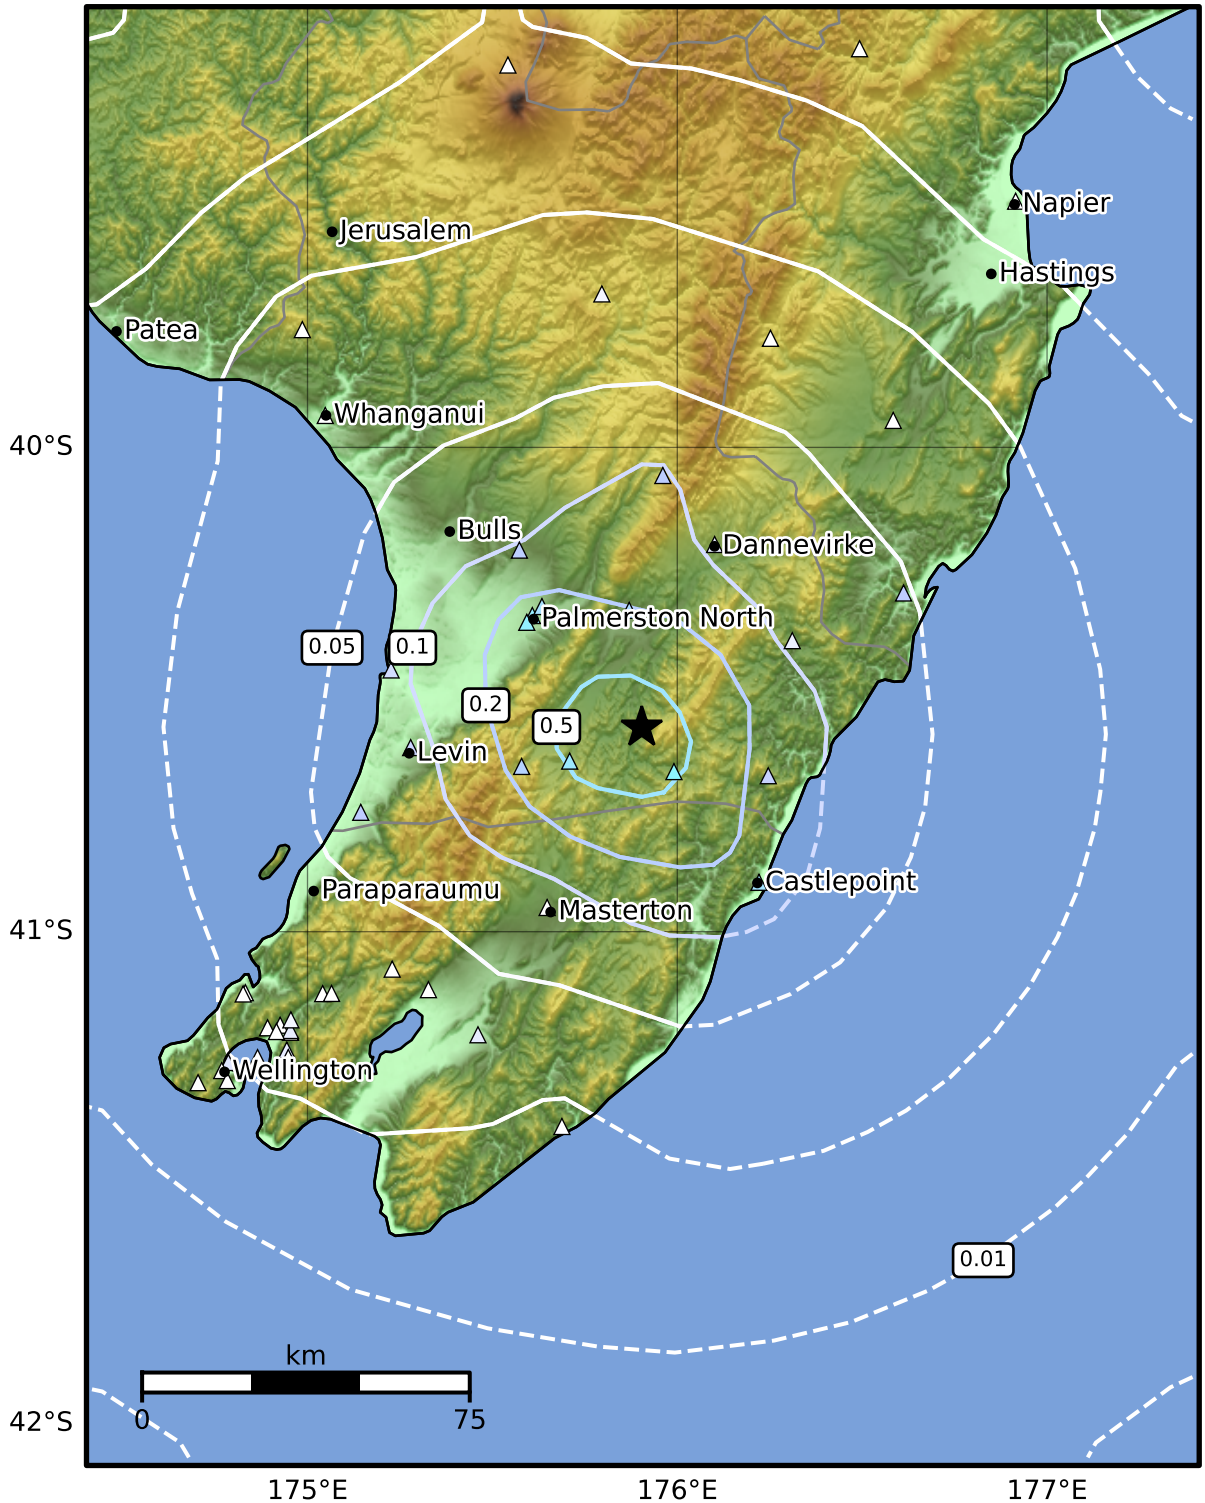 Napier
Jerusalem
Hastings
Patea
Whanganui
40°S
Bulls
Dannevirke
Palmerston North
0.05
0.1
0.2
0.5
Levin
Castlepoint
Paraparaumu
Masterton
41°S
Wellington
0.01
km
0
75
42°S
175°E
176°E
177°E